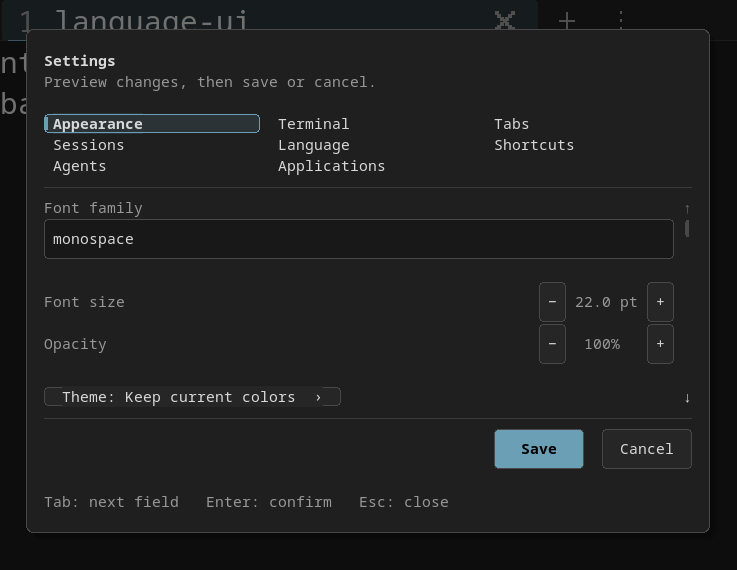 1 language-ui × + ⋮
Settings
Preview changes, then save or cancel.
Appearance Terminal Tabs
Sessions Language Shortcuts
Agents Applications
Font family ↑
monospace
Font size − 22.0 pt +
Opacity − 100% +
Theme: Keep current colors › ↓
Save Cancel
Tab: next field Enter: confirm Esc: close